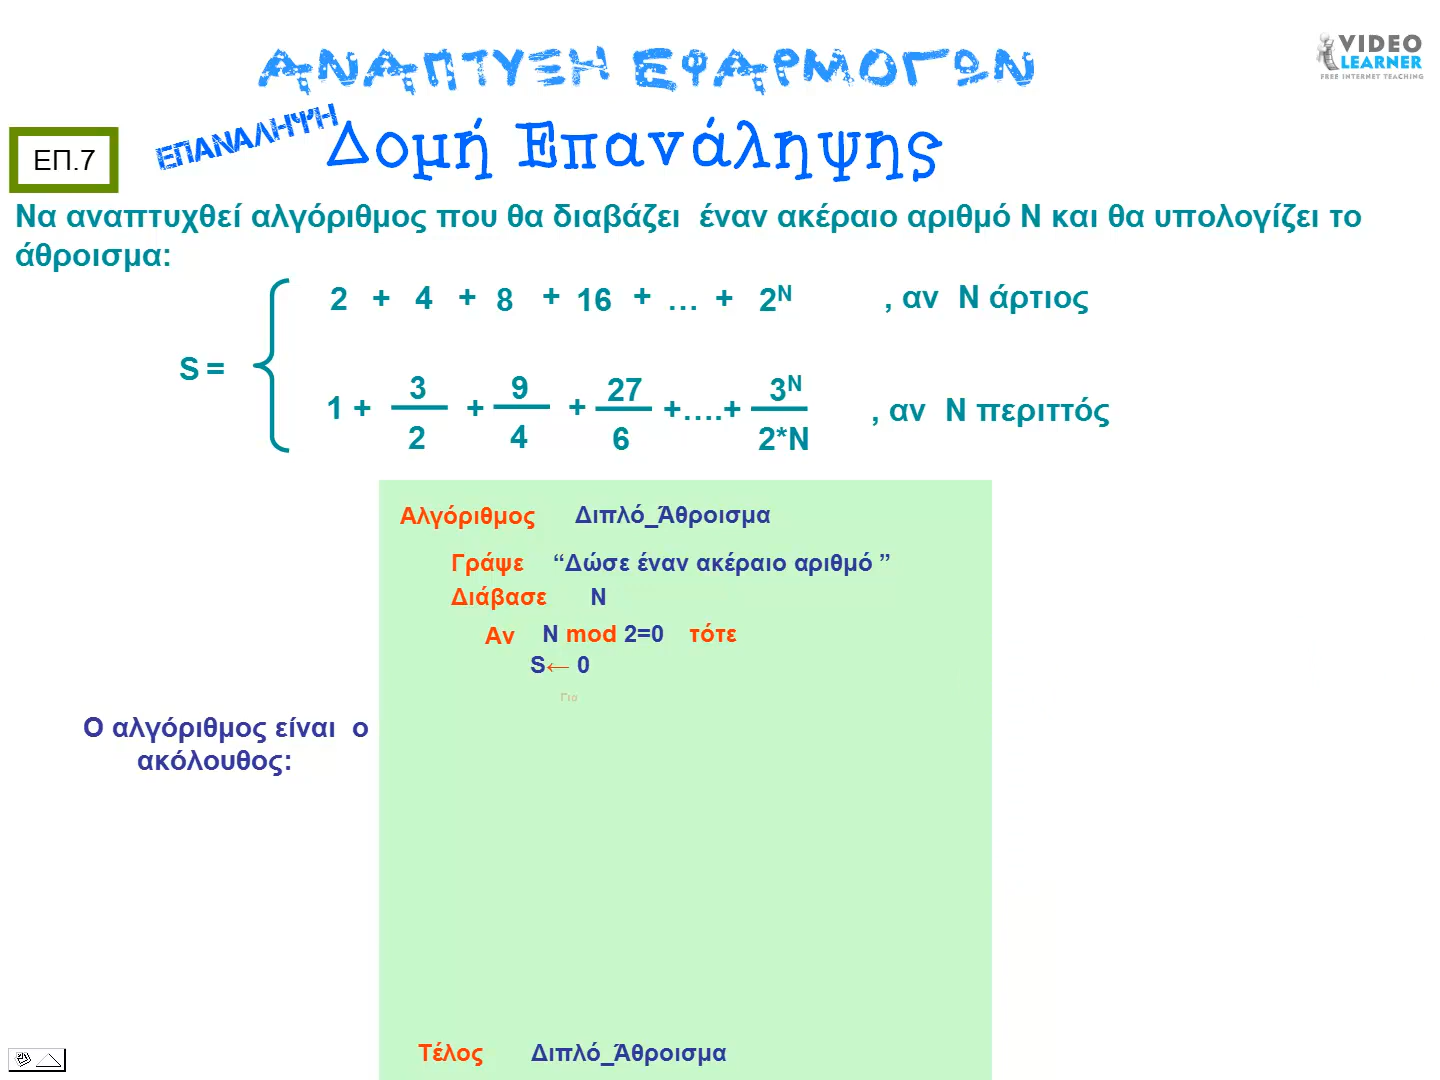 ΑΝΑΠΤΥΞΗ ΕΦΑΡΜΟΓΩΝ
VIDEO
LEARNER
FREE INTERNET TEACHING
ΕΠΑΝΑΛΗΨΗ
Δομή Επανάληψης
ΕΠ.7
Να αναπτυχθεί αλγόριθμος που θα διαβάζει έναν ακέραιο αριθμό Ν και θα υπολογίζει το
άθροισμα:
2 + 4 + 8 + 16 + … + 2^N , αν Ν άρτιος
S =
1 + 3/2 + 9/4 + 27/6 +….+ 3^N/2*N , αν Ν περιττός
Αλγόριθμος Διπλό_Άθροισμα
Γράψε “Δώσε έναν ακέραιο αριθμό ”
Διάβασε Ν
Αν Ν mod 2=0 τότε
S← 0
Για
Ο αλγόριθμος είναι ο
ακόλουθος:
Τέλος Διπλό_Άθροισμα